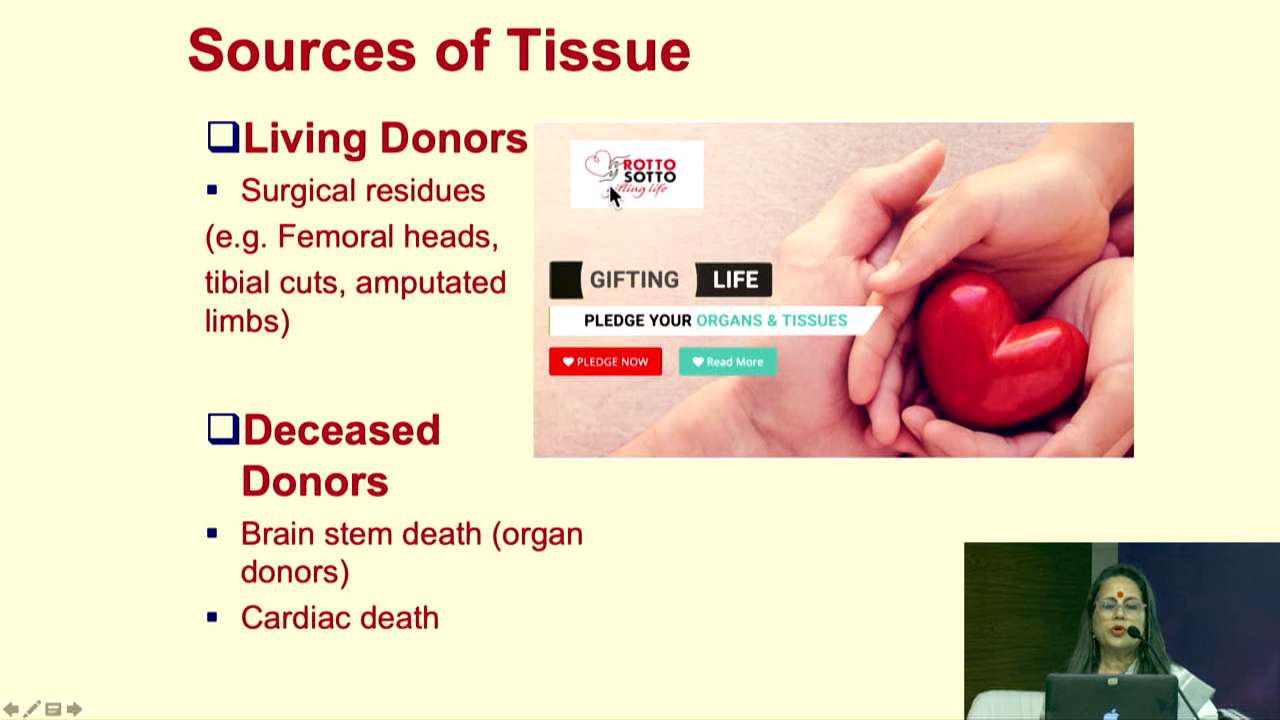 Sources of Tissue
Living Donors
Surgical residues
(e.g. Femoral heads,
tibial cuts, amputated
limbs)
Deceased
Donors
Brain stem death (organ
donors)
Cardiac death
ROTTO
SOTTO
life
GIFTING LIFE
PLEDGE YOUR ORGANS & TISSUES
PLEDGE NOW Read More